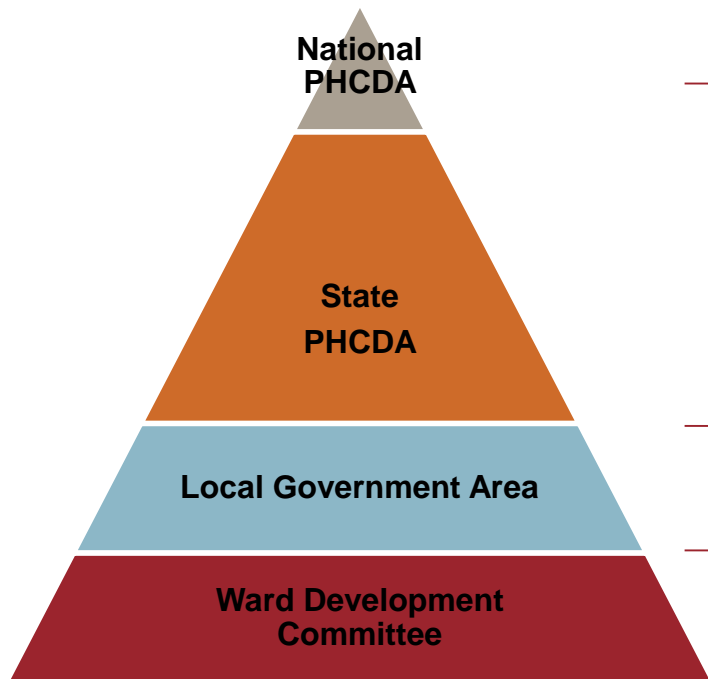 National
PHCDA
State
PHCDA
Local Government Area
Ward Development
Committee